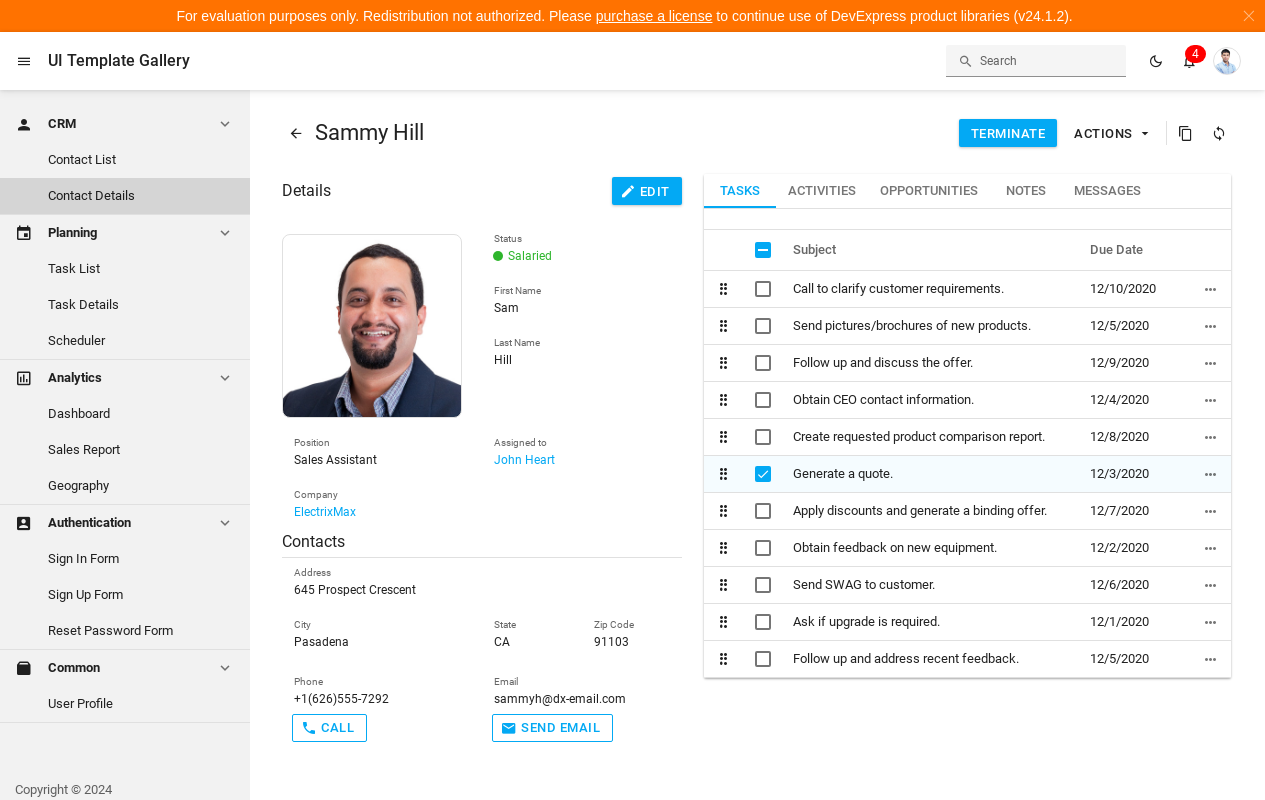 For evaluation purposes only. Redistribution not authorized. Please purchase a license to continue use of DevExpress product libraries (v24.1.2).
UI Template Gallery
Search
4
CRM
Contact List
Contact Details
Planning
Task List
Task Details
Scheduler
Analytics
Dashboard
Sales Report
Geography
Authentication
Sign In Form
Sign Up Form
Reset Password Form
Common
User Profile
Copyright © 2024
Sammy Hill
TERMINATE
ACTIONS
Details
EDIT
Status
Salaried
First Name
Sam
Last Name
Hill
Position
Sales Assistant
Assigned to
John Heart
Company
ElectrixMax
Contacts
Address
645 Prospect Crescent
City
Pasadena
State
CA
Zip Code
91103
Phone
+1(626)555-7292
Email
sammyh@dx-email.com
CALL
SEND EMAIL
TASKS ACTIVITIES OPPORTUNITIES NOTES MESSAGES
Subject Due Date
Call to clarify customer requirements. 12/10/2020
Send pictures/brochures of new products. 12/5/2020
Follow up and discuss the offer. 12/9/2020
Obtain CEO contact information. 12/4/2020
Create requested product comparison report. 12/8/2020
Generate a quote. 12/3/2020
Apply discounts and generate a binding offer. 12/7/2020
Obtain feedback on new equipment. 12/2/2020
Send SWAG to customer. 12/6/2020
Ask if upgrade is required. 12/1/2020
Follow up and address recent feedback. 12/5/2020